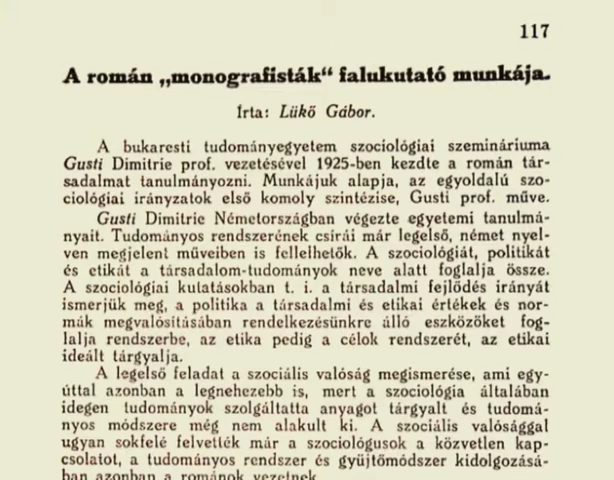 117
A román „monografisták“ falukutató munkája.
Írta: Lükő Gábor.
A bukaresti tudományegyetem szociológiai szemináriuma
Gusti Dimitrie prof. vezetésével 1925-ben kezdte a román tár-
sadalmat tanulmányozni. Munkájuk alapja, az egyoldalú szo-
ciológiai irányzatok első komoly szintézise, Gusti prof. műve.
Gusti Dimitrie Németországban végezte egyetemi tanulmá-
nyait. Tudományos rendszerének csirái már legelső, német nyel-
ven megjelent műveiben is fellelhetők. A szociológiát, politikát
és etikát a társadalom-tudományok neve alatt foglalja össze.
A szociológiai kutatásokban t. i. a társadalmi fejlődés irányát
ismerjük meg, a politika a társadalmi és etikai értékek és nor-
mák megvalósításában rendelkezésünkre álló eszközöket fog-
lalja rendszerbe, az etika pedig a célok rendszerét, az etikai
ideált tárgyalja.
A legelső feladat a szociális valóság megismerése, ami egy-
úttal azonban a legnehezebb is, mert a szociológia általában
idegen tudományok szolgáltatta anyagot tárgyalt és tudomá-
nyos módszere még nem alakult ki. A szociális valósággal
ugyan sokfelé felvették már a szociológusok a közvetlen kap-
csolatot, a tudományos rendszer és gyüjtőmódszer kidolgozásá-
ban azonban a románok vezetnek